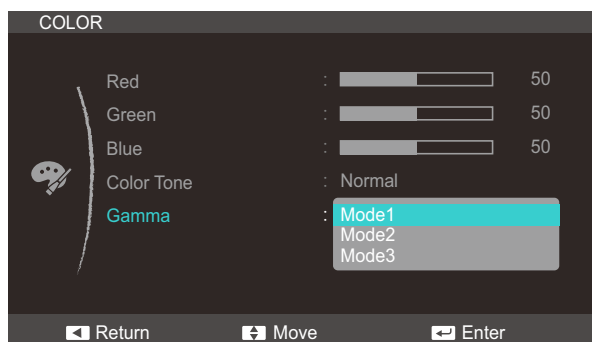 COLOR
Red : 50
Green : 50
Blue : 50
Color Tone : Normal
Gamma : Mode1
Mode2
Mode3
Return Move Enter